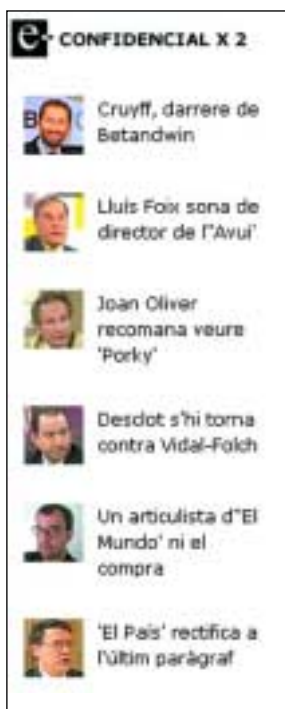 e
CONFIDENCIAL X 2
Cruyff, darrere de
Betandwin
Lluís Foix sona de
director de l'"Avui'
Joan Oliver
recomana veure
'Porky'
Desclot s'hi torna
contra Vidal-Folch
Un articulista d'"El
Mundo' ni el
compra
'El País' rectifica a
l'últim paràgraf